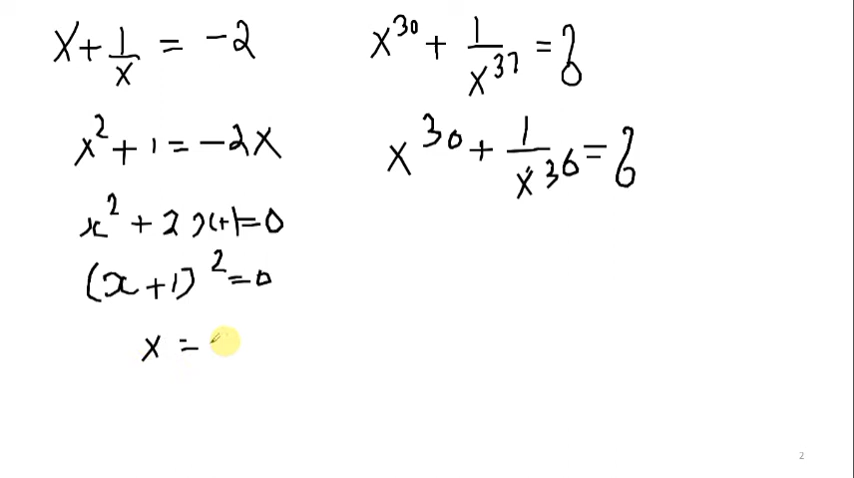 x + 1/x = -2
x^30 + 1/x^37 = ?
x^2 + 1 = -2x
x^30 + 1/x^36 = ?
x^2 + 2x + 1 = 0
(x + 1)^2 = 0
x =
2